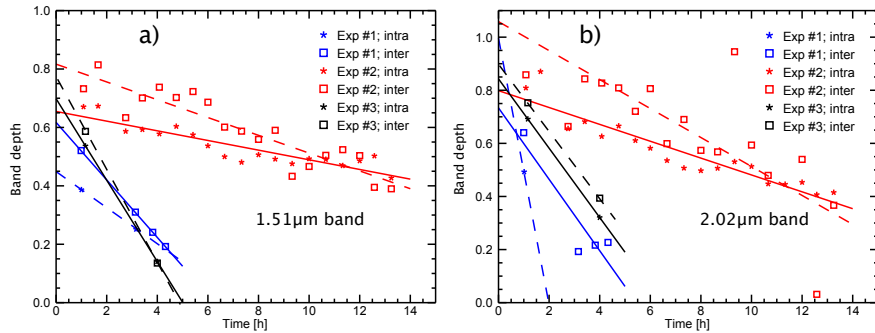 a)
Exp #1; intra
Exp #1; inter
Exp #2; intra
Exp #2; inter
Exp #3; intra
Exp #3; inter
1.51µm band
Band depth
1.0
0.8
0.6
0.4
0.2
0.0
0 2 4 6 8 10 12 14
Time [h]
b)
Exp #1; intra
Exp #1; inter
Exp #2; intra
Exp #2; inter
Exp #3; intra
Exp #3; inter
2.02µm band
Band depth
1.2
1.0
0.8
0.6
0.4
0.2
0.0
0 2 4 6 8 10 12 14
Time [h]